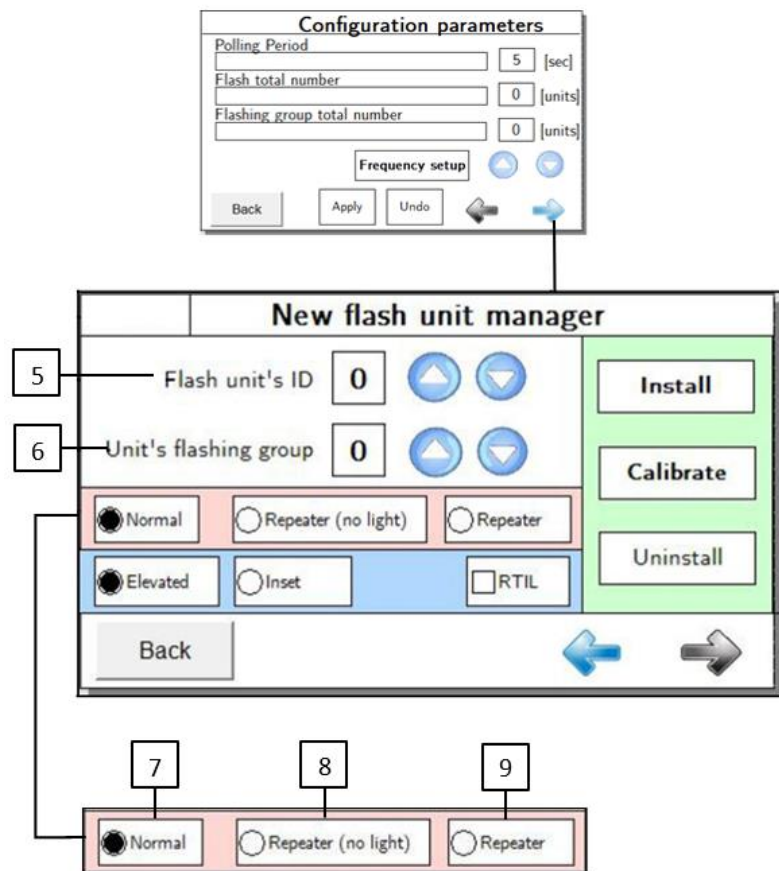 Configuration parameters
Polling Period
5 [sec]
Flash total number
0 [units]
Flashing group total number
0 [units]
Frequency setup
Back Apply Undo
New flash unit manager
5 Flash unit's ID 0
Install
6 Unit's flashing group 0
Calibrate
Normal Repeater (no light) Repeater
Uninstall
Elevated Inset RTIL
Back
7 8 9
Normal Repeater (no light) Repeater